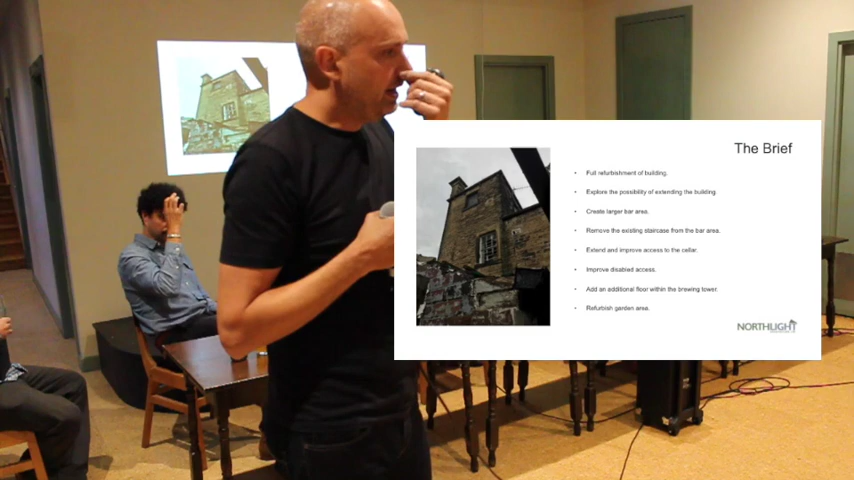 The Brief
• Full refurbishment of building.
• Explore the possibility of extending the building
• Create larger bar area.
• Remove the existing staircase from the bar area.
• Extend and improve access to the cellar.
• Improve disabled access.
• Add an additional floor within the brewing tower.
• Refurbish garden area.
NORTHLIGHT